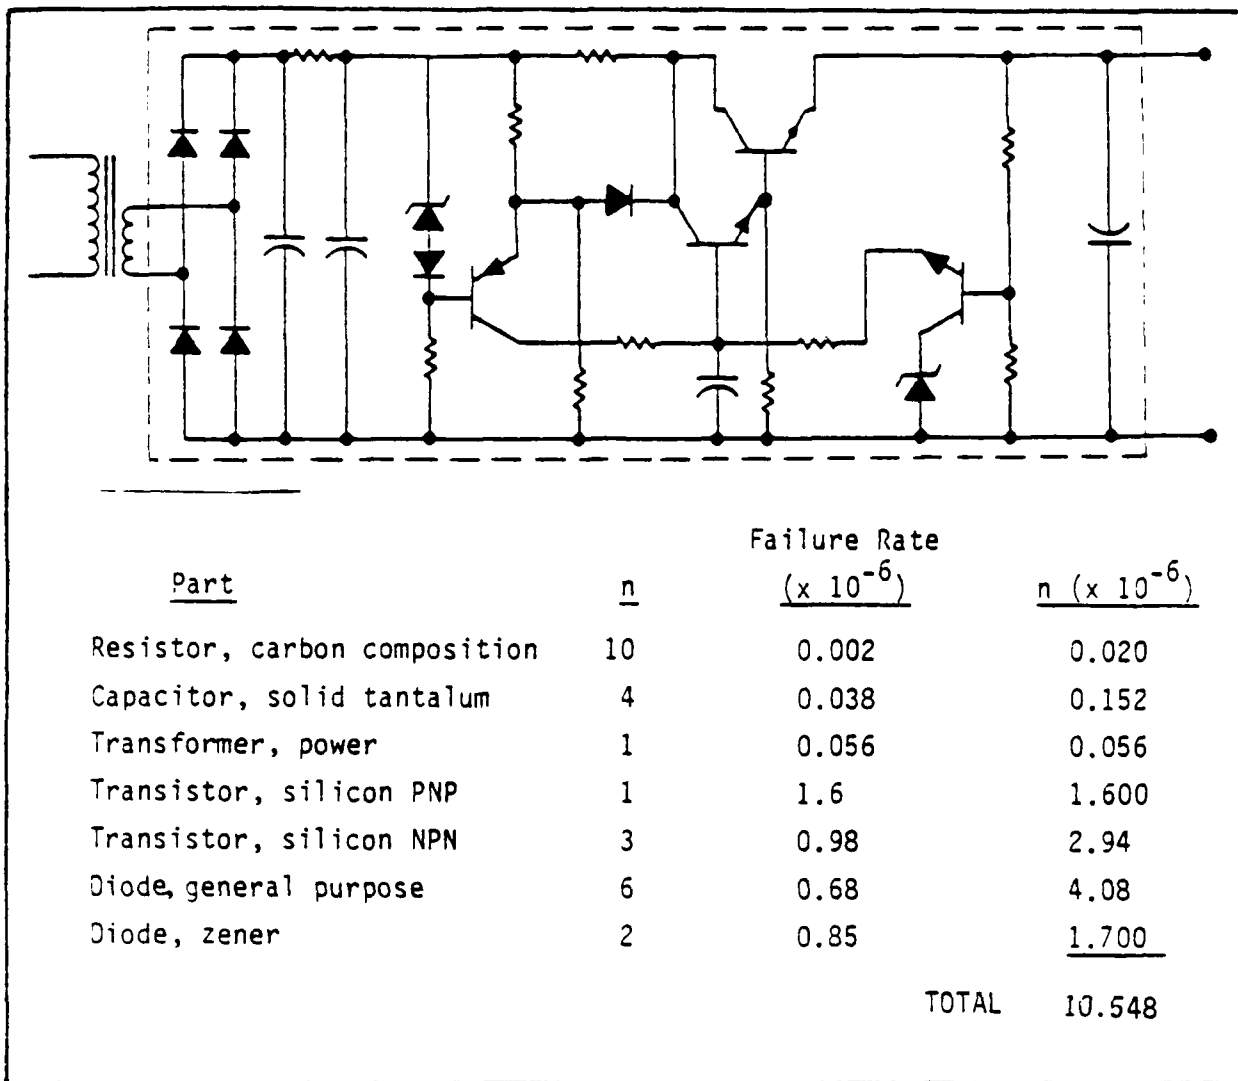 Failure Rate
Part n (x 10⁻⁶) n (x 10⁻⁶)
Resistor, carbon composition 10 0.002 0.020
Capacitor, solid tantalum 4 0.038 0.152
Transformer, power 1 0.056 0.056
Transistor, silicon PNP 1 1.6 1.600
Transistor, silicon NPN 3 0.98 2.94
Diode, general purpose 6 0.68 4.08
Diode, zener 2 0.85 1.700
TOTAL 10.548